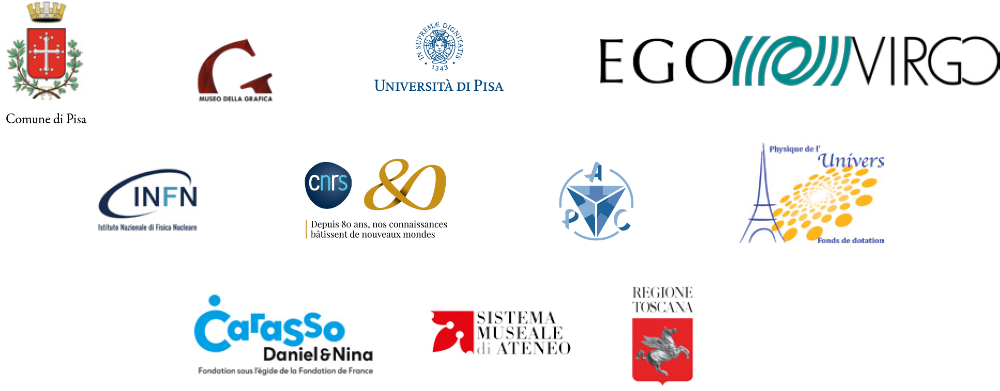 Comune di Pisa
G
MUSEO DELLA GRAFICA
IN SUPREMÆ DIGNITATIS
• 1343 •
UNIVERSITÀ DI PISA
EGO VIRGO
INFN
Istituto Nazionale di Fisica Nucleare
cnrs 80
Depuis 80 ans, nos connaissances
bâtissent de nouveaux mondes
A
P C
Physique de l'
Univers
Fonds de dotation
Carasso
Daniel&Nina
Fondation sous l'égide de la Fondation de France
SISTEMA
MUSEALE
di ATENEO
REGIONE
TOSCANA